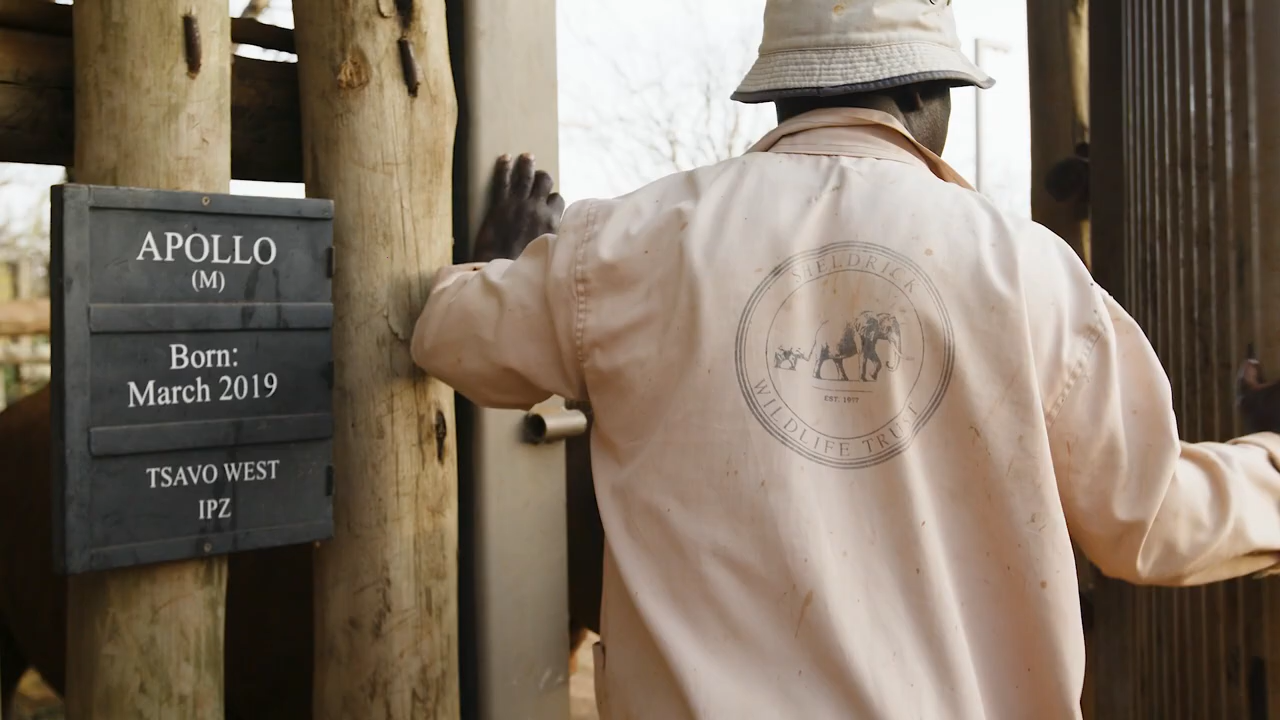 APOLLO
(M)
Born:
March 2019
TSAVO WEST
IPZ
SHELDRICK
WILDLIFE TRUST
EST. 1977